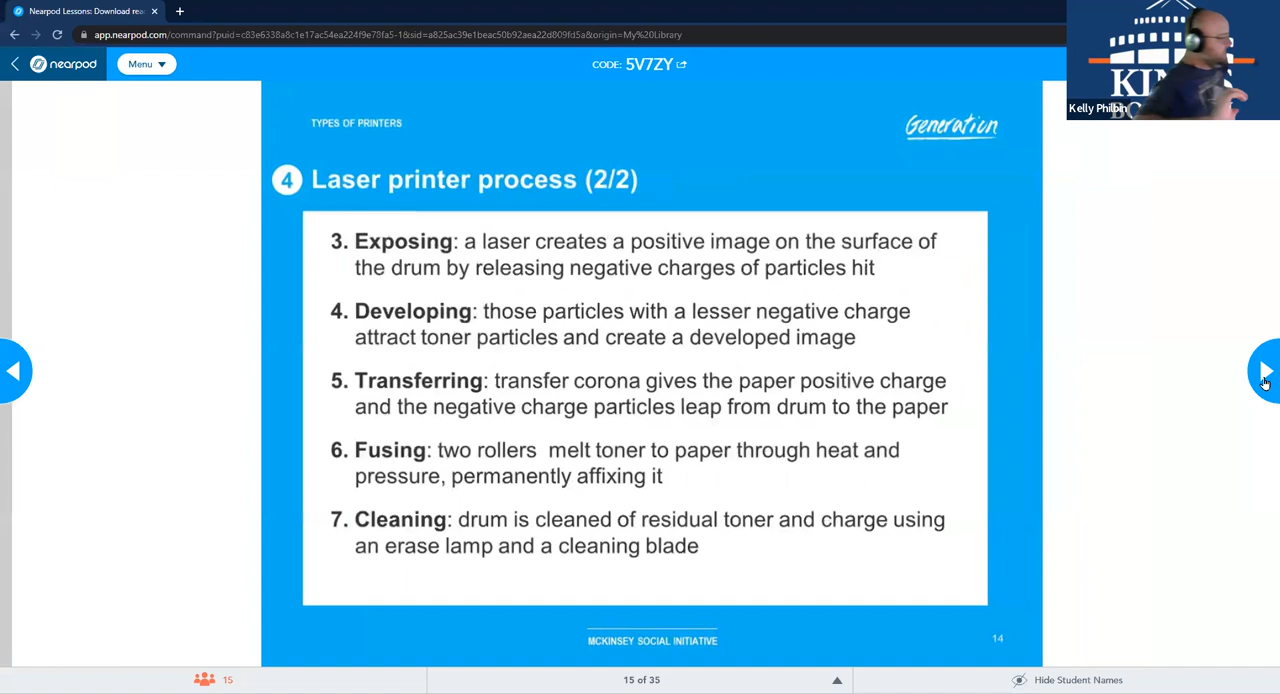 Nearpod Lessons: Download rea
app.nearpod.com/command?puid=c83e6338a8c1e17ac54ea224f9e78fa5-1&sid=a825ac39e1beac50b92aea22d809fd5a&origin=My%20Library
nearpod
Menu
CODE: 5V7ZY
KIN
BO
Kelly Philbin
TYPES OF PRINTERS
Generation
4 Laser printer process (2/2)
3. Exposing: a laser creates a positive image on the surface of
the drum by releasing negative charges of particles hit
4. Developing: those particles with a lesser negative charge
attract toner particles and create a developed image
5. Transferring: transfer corona gives the paper positive charge
and the negative charge particles leap from drum to the paper
6. Fusing: two rollers melt toner to paper through heat and
pressure, permanently affixing it
7. Cleaning: drum is cleaned of residual toner and charge using
an erase lamp and a cleaning blade
MCKINSEY SOCIAL INITIATIVE
14
15
15 of 35
Hide Student Names